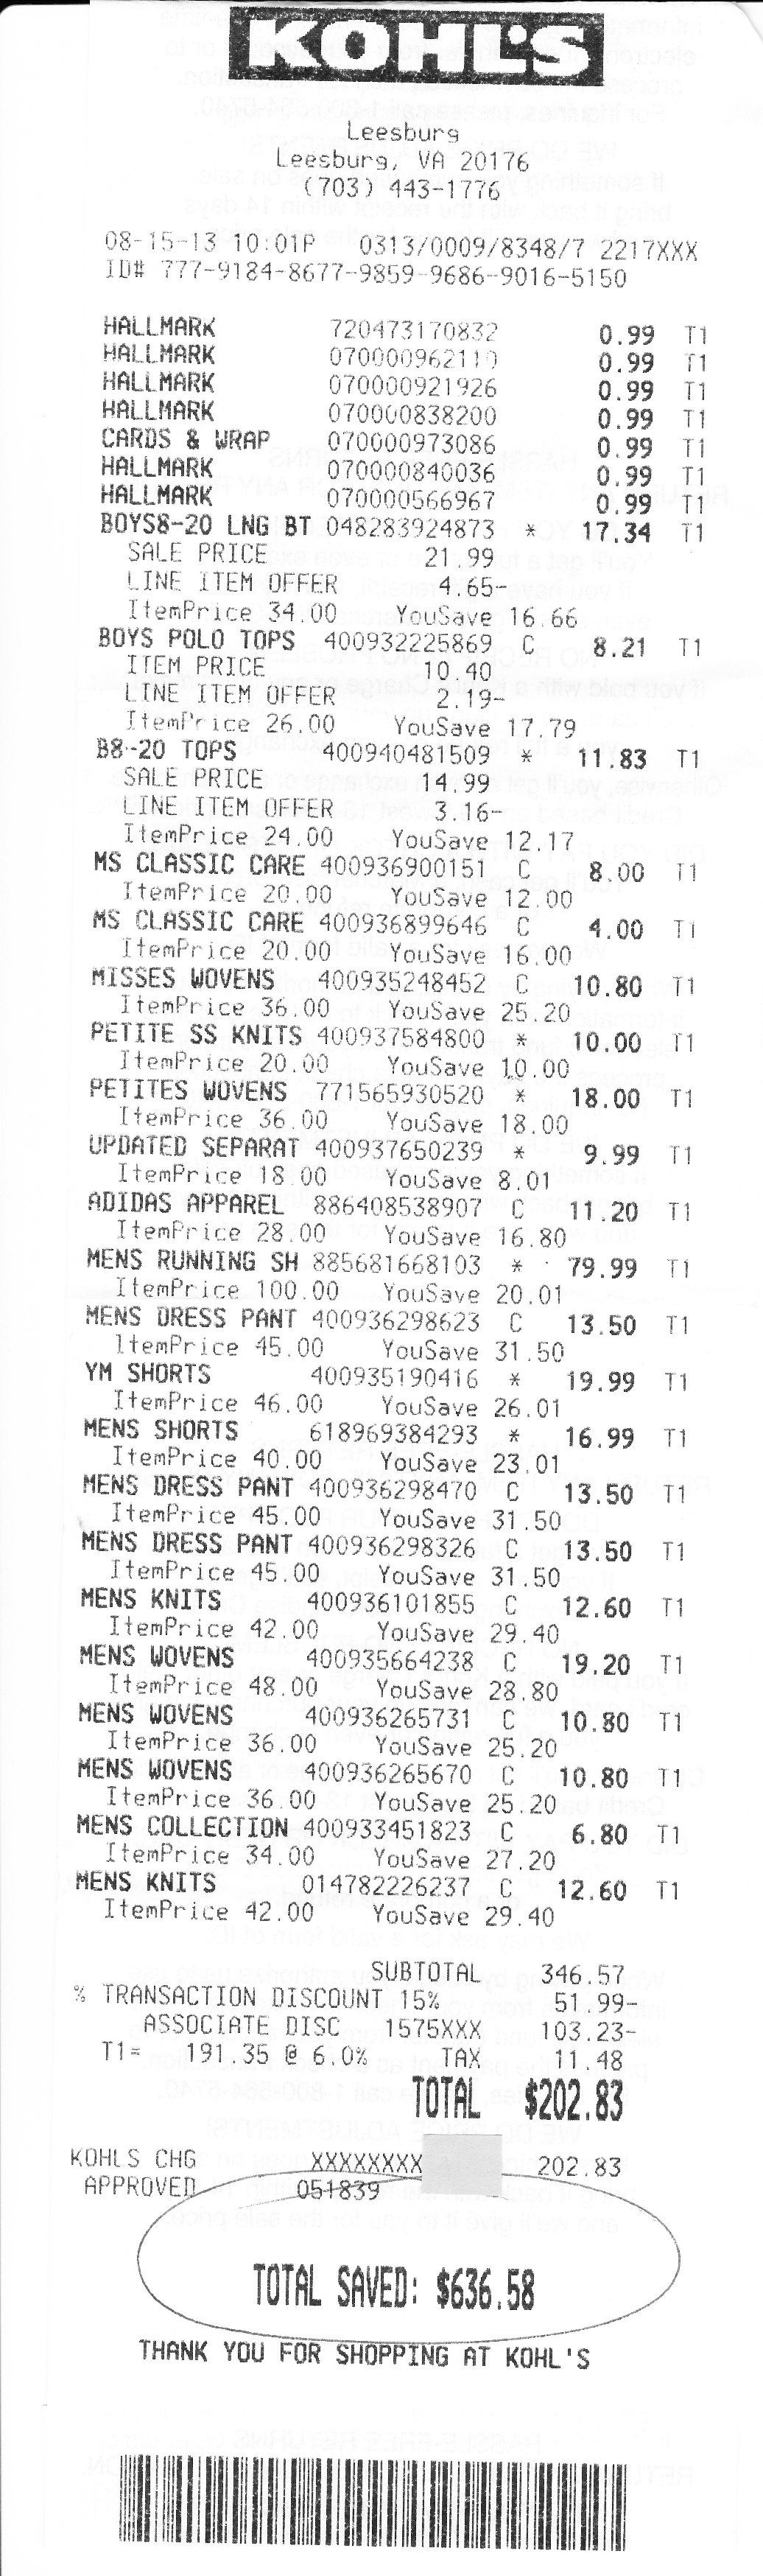 KOHL'S
Leesburg
Leesburg, VA 20176
(703) 443-1776
08-15-13 10:01P 0313/0009/8348/7 2217XXX
ID# 777-9184-8677-9859-9686-9016-5150
HALLMARK 720473170832 0.99 T1
HALLMARK 070000962110 0.99 T1
HALLMARK 070000921926 0.99 T1
HALLMARK 070000838200 0.99 T1
CARDS & WRAP 070000973086 0.99 T1
HALLMARK 070000840036 0.99 T1
HALLMARK 070000566967 0.99 T1
BOYS8-20 LNG BT 048283924873 * 17.34 T1
SALE PRICE 21.99
LINE ITEM OFFER 4.65-
ItemPrice 34.00 YouSave 16.66
BOYS POLO TOPS 400932225869 C 8.21 T1
ITEM PRICE 10.40
LINE ITEM OFFER 2.19-
ItemPrice 26.00 YouSave 17.79
B8-20 TOPS 400940481509 * 11.83 T1
SALE PRICE 14.99
LINE ITEM OFFER 3.16-
ItemPrice 24.00 YouSave 12.17
MS CLASSIC CARE 400936900151 C 8.00 T1
ItemPrice 20.00 YouSave 12.00
MS CLASSIC CARE 400936899646 C 4.00 T1
ItemPrice 20.00 YouSave 16.00
MISSES WOVENS 400935248452 C 10.80 T1
ItemPrice 36.00 YouSave 25.20
PETITE SS KNITS 400937584800 * 10.00 T1
ItemPrice 20.00 YouSave 10.00
PETITES WOVENS 771565930520 * 18.00 T1
ItemPrice 36.00 YouSave 18.00
UPDATED SEPARAT 400937650239 * 9.99 T1
ItemPrice 18.00 YouSave 8.01
ADIDAS APPAREL 886408538907 C 11.20 T1
ItemPrice 28.00 YouSave 16.80
MENS RUNNING SH 885681668103 * 79.99 T1
ItemPrice 100.00 YouSave 20.01
MENS DRESS PANT 400936298623 C 13.50 T1
ItemPrice 45.00 YouSave 31.50
YM SHORTS 400935190416 * 19.99 T1
ItemPrice 46.00 YouSave 26.01
MENS SHORTS 618969384293 * 16.99 T1
ItemPrice 40.00 YouSave 23.01
MENS DRESS PANT 400936298470 C 13.50 T1
ItemPrice 45.00 YouSave 31.50
MENS DRESS PANT 400936298326 C 13.50 T1
ItemPrice 45.00 YouSave 31.50
MENS KNITS 400936101855 C 12.60 T1
ItemPrice 42.00 YouSave 29.40
MENS WOVENS 400935664238 C 19.20 T1
ItemPrice 48.00 YouSave 28.80
MENS WOVENS 400936265731 C 10.80 T1
ItemPrice 36.00 YouSave 25.20
MENS WOVENS 400936265670 C 10.80 T1
ItemPrice 36.00 YouSave 25.20
MENS COLLECTION 400933451823 C 6.80 T1
ItemPrice 34.00 YouSave 27.20
MENS KNITS 014782226237 C 12.60 T1
ItemPrice 42.00 YouSave 29.40
SUBTOTAL 346.57
% TRANSACTION DISCOUNT 15% 51.99-
ASSOCIATE DISC 1575XXX 103.23-
T1= 191.35 @ 6.0% TAX 11.48
TOTAL $202.83
KOHLS CHG XXXXXXXX 202.83
APPROVED 051839
TOTAL SAVED: $636.58
THANK YOU FOR SHOPPING AT KOHL'S